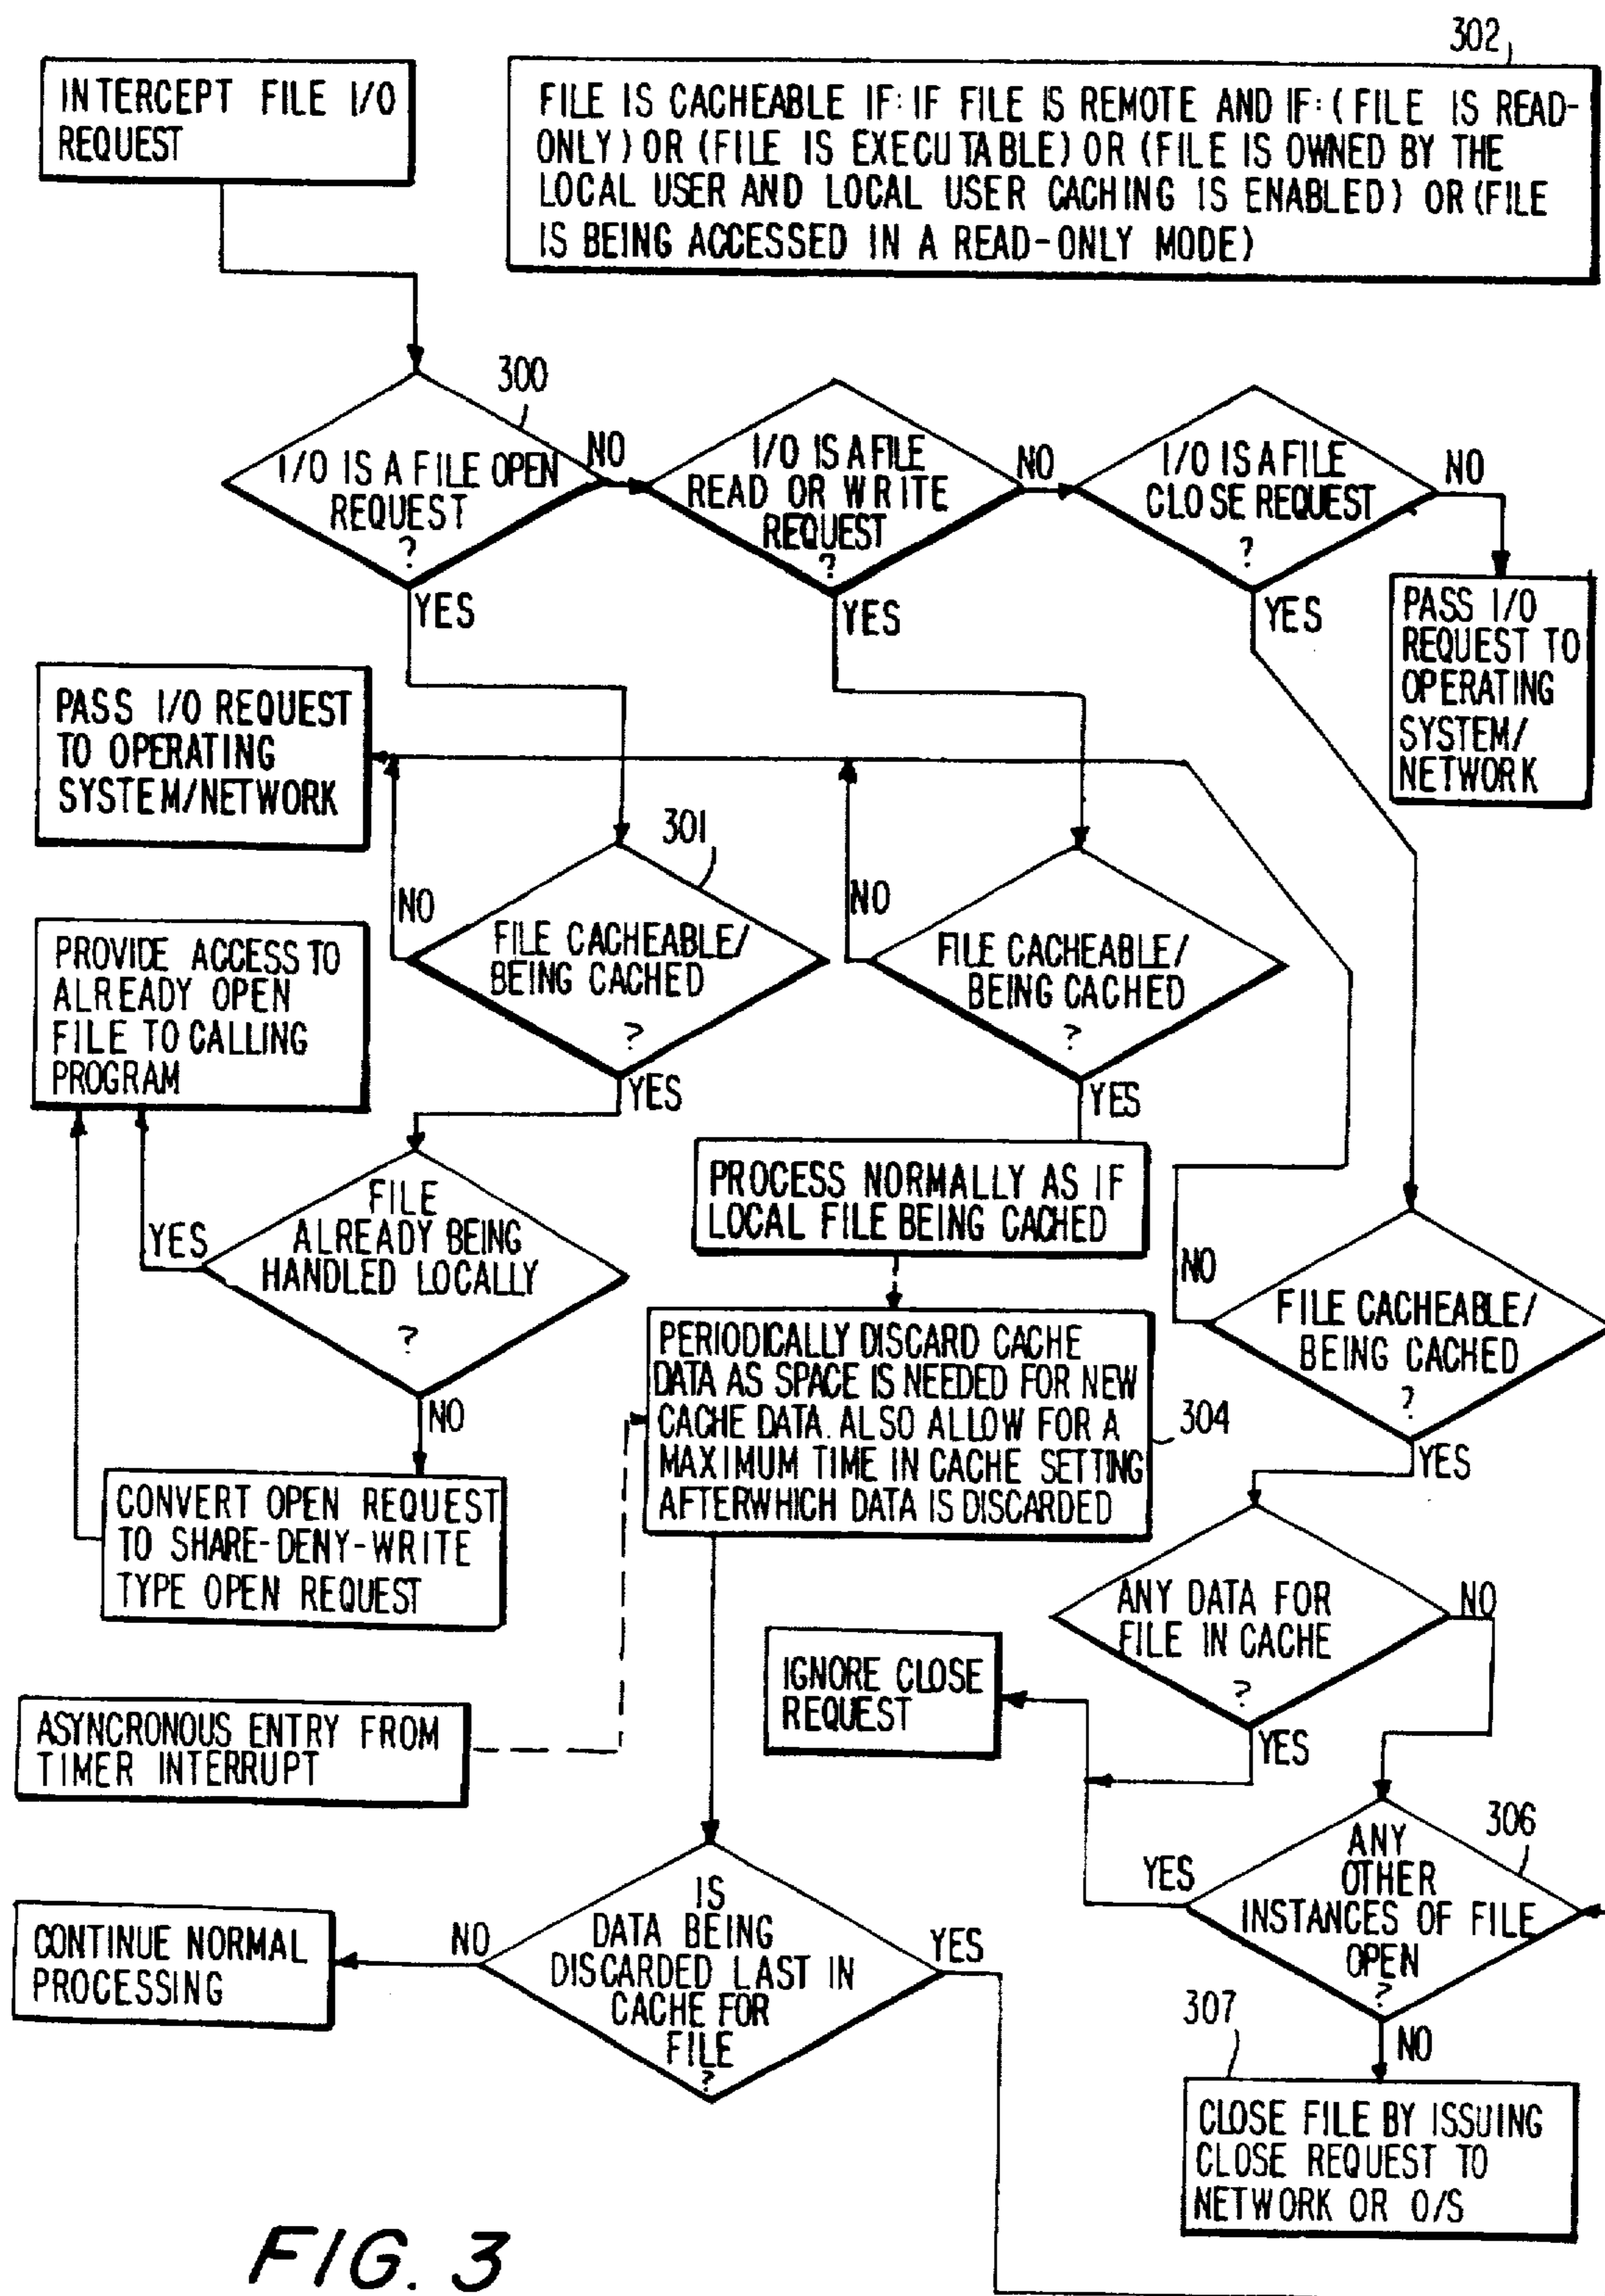 302
INTERCEPT FILE I/O
REQUEST
FILE IS CACHEABLE IF: IF FILE IS REMOTE AND IF: (FILE IS READ-
ONLY) OR (FILE IS EXECUTABLE) OR (FILE IS OWNED BY THE
LOCAL USER AND LOCAL USER CACHING IS ENABLED) OR (FILE
IS BEING ACCESSED IN A READ-ONLY MODE)
300
I/O IS A FILE OPEN
REQUEST
?
NO
YES
I/O IS A FILE
READ OR WRITE
REQUEST
?
NO
YES
I/O IS A FILE
CLOSE REQUEST
?
NO
YES
PASS I/O
REQUEST TO
OPERATING
SYSTEM/
NETWORK
PASS I/O REQUEST
TO OPERATING
SYSTEM/NETWORK
301
NO
FILE CACHEABLE/
BEING CACHED
?
YES
NO
FILE CACHEABLE/
BEING CACHED
?
YES
PROVIDE ACCESS TO
ALREADY OPEN
FILE TO CALLING
PROGRAM
YES
FILE
ALREADY BEING
HANDLED LOCALLY
?
NO
PROCESS NORMALLY AS IF
LOCAL FILE BEING CACHED
NO
FILE CACHEABLE/
BEING CACHED
?
YES
PERIODICALLY DISCARD CACHE
DATA AS SPACE IS NEEDED FOR NEW
CACHE DATA. ALSO ALLOW FOR A
MAXIMUM TIME IN CACHE SETTING
AFTERWHICH DATA IS DISCARDED
304
CONVERT OPEN REQUEST
TO SHARE-DENY-WRITE
TYPE OPEN REQUEST
ANY DATA FOR
FILE IN CACHE
?
NO
YES
IGNORE CLOSE
REQUEST
ASYNCRONOUS ENTRY FROM
TIMER INTERRUPT
306
YES
ANY
OTHER
INSTANCES OF FILE
OPEN
?
NO
CONTINUE NORMAL
PROCESSING
NO
IS
DATA BEING
DISCARDED LAST IN
CACHE FOR
FILE
?
YES
307
CLOSE FILE BY ISSUING
CLOSE REQUEST TO
NETWORK OR O/S
FIG. 3